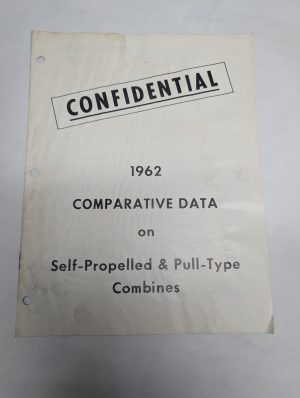 CONFIDENTIAL
1962
COMPARATIVE DATA
on
Self-Propelled & Pull-Type
Combines